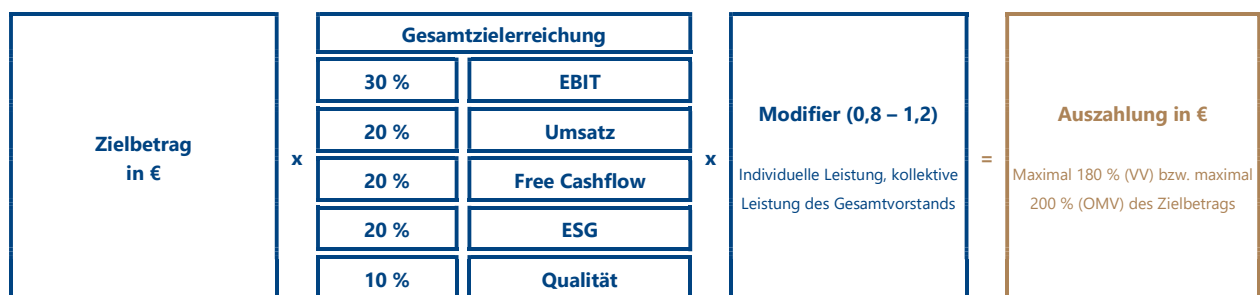 Zielbetrag
in €
x
Gesamtzielerreichung
30 % EBIT
20 % Umsatz
20 % Free Cashflow
20 % ESG
10 % Qualität
x
Modifier (0,8 – 1,2)
Individuelle Leistung, kollektive
Leistung des Gesamtvorstands
=
Auszahlung in €
Maximal 180 % (VV) bzw. maximal
200 % (OMV) des Zielbetrags